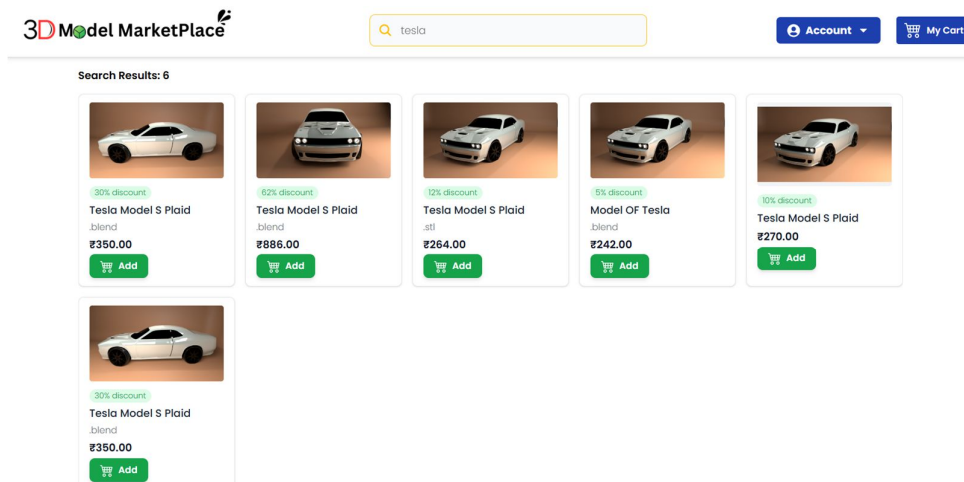 3D Model MarketPlace
tesla
Account
My Cart
Search Results: 6
30% discount
Tesla Model S Plaid
.blend
₹350.00
Add
62% discount
Tesla Model S Plaid
.blend
₹886.00
Add
12% discount
Tesla Model S Plaid
.stl
₹264.00
Add
5% discount
Model OF Tesla
.blend
₹242.00
Add
10% discount
Tesla Model S Plaid
₹270.00
Add
30% discount
Tesla Model S Plaid
.blend
₹350.00
Add